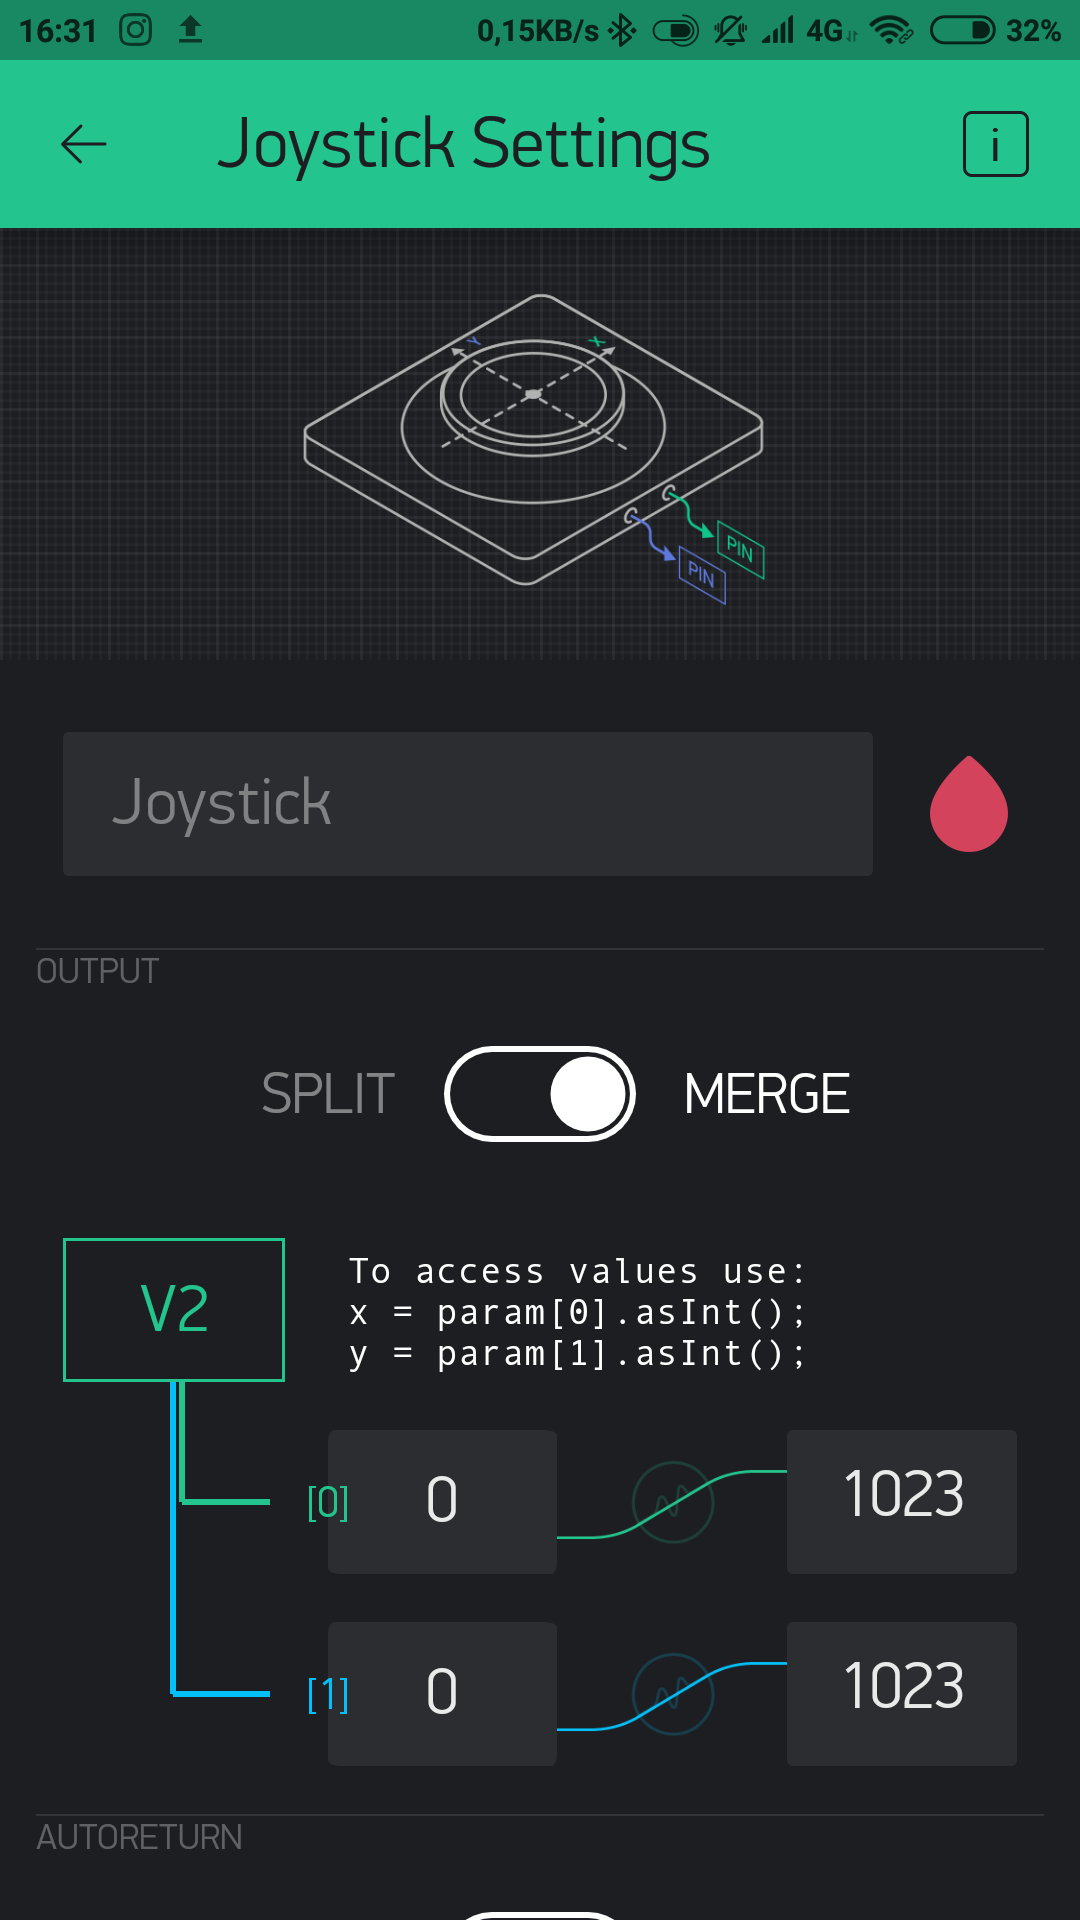 16:31 0,15KB/s 4G 32%
Joystick Settings i
Y X
PIN
PIN
Joystick
OUTPUT
SPLIT MERGE
V2
To access values use:
x = param[0].asInt();
y = param[1].asInt();
[0] 0 1023
[1] 0 1023
AUTORETURN